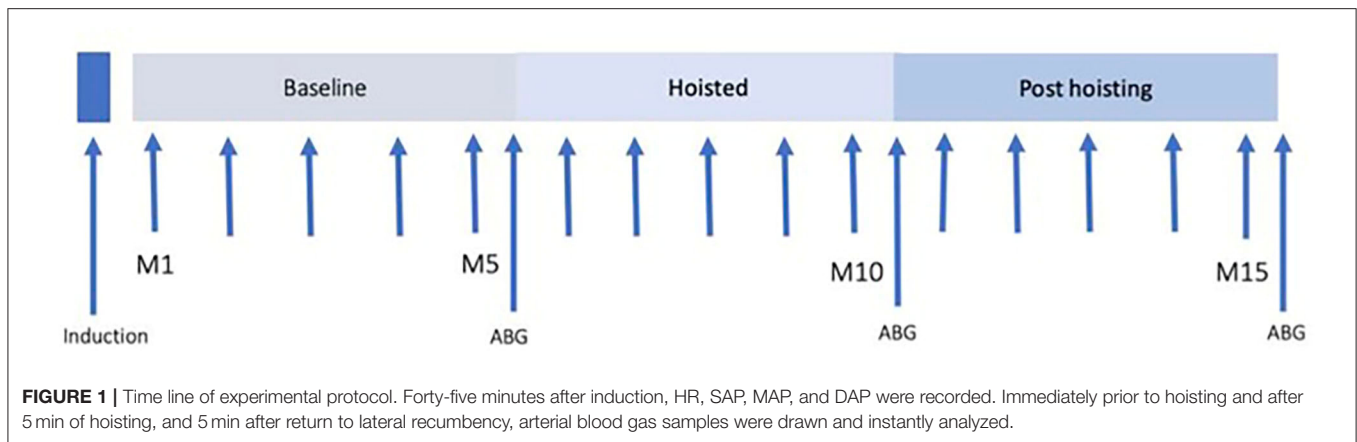 Baseline Hoisted Post hoisting
M1 M5 M10 M15
Induction ABG ABG ABG
FIGURE 1 | Time line of experimental protocol. Forty-five minutes after induction, HR, SAP, MAP, and DAP were recorded. Immediately prior to hoisting and after
5 min of hoisting, and 5 min after return to lateral recumbency, arterial blood gas samples were drawn and instantly analyzed.